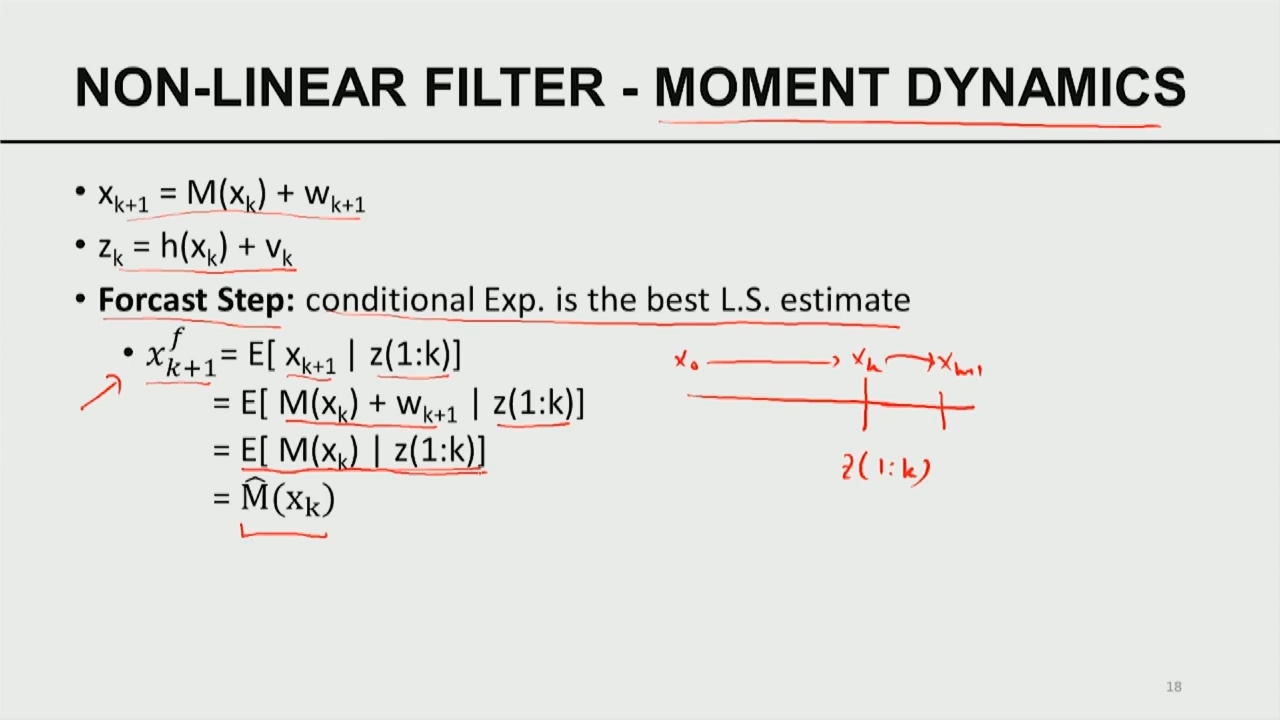 NON-LINEAR FILTER - MOMENT DYNAMICS
• xₖ₊₁ = M(xₖ) + wₖ₊₁
• zₖ = h(xₖ) + vₖ
• Forcast Step: conditional Exp. is the best L.S. estimate
• x^f_{k+1} = E[ xₖ₊₁ | z(1:k)]
= E[ M(xₖ) + wₖ₊₁ | z(1:k)]
= E[ M(xₖ) | z(1:k)]
= M̂(xₖ)
x₀ → xₖ → xₖ₊₁
z(1:k)
18